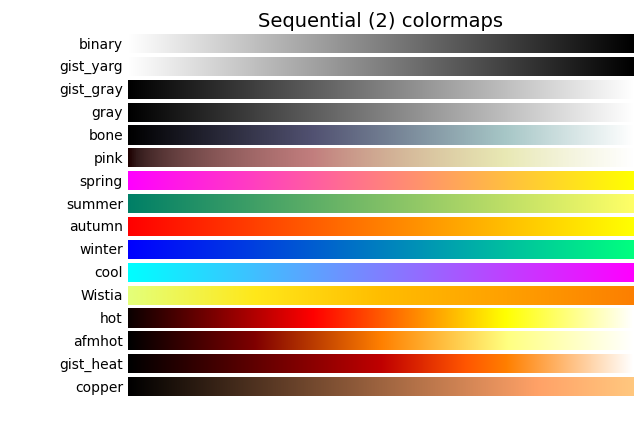 Sequential (2) colormaps
binary
gist_yarg
gist_gray
gray
bone
pink
spring
summer
autumn
winter
cool
Wistia
hot
afmhot
gist_heat
copper